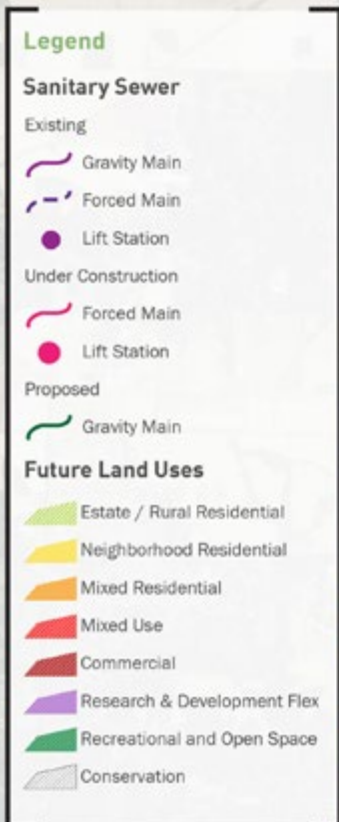 Legend
Sanitary Sewer
Existing
Gravity Main
Forced Main
Lift Station
Under Construction
Forced Main
Lift Station
Proposed
Gravity Main
Future Land Uses
Estate / Rural Residential
Neighborhood Residential
Mixed Residential
Mixed Use
Commercial
Research & Development Flex
Recreational and Open Space
Conservation